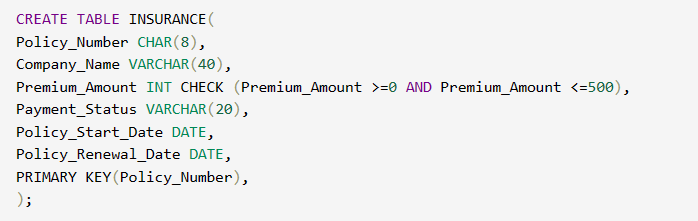 CREATE TABLE INSURANCE(
Policy_Number CHAR(8),
Company_Name VARCHAR(40),
Premium_Amount INT CHECK (Premium_Amount >=0 AND Premium_Amount <=500),
Payment_Status VARCHAR(20),
Policy_Start_Date DATE,
Policy_Renewal_Date DATE,
PRIMARY KEY(Policy_Number),
);